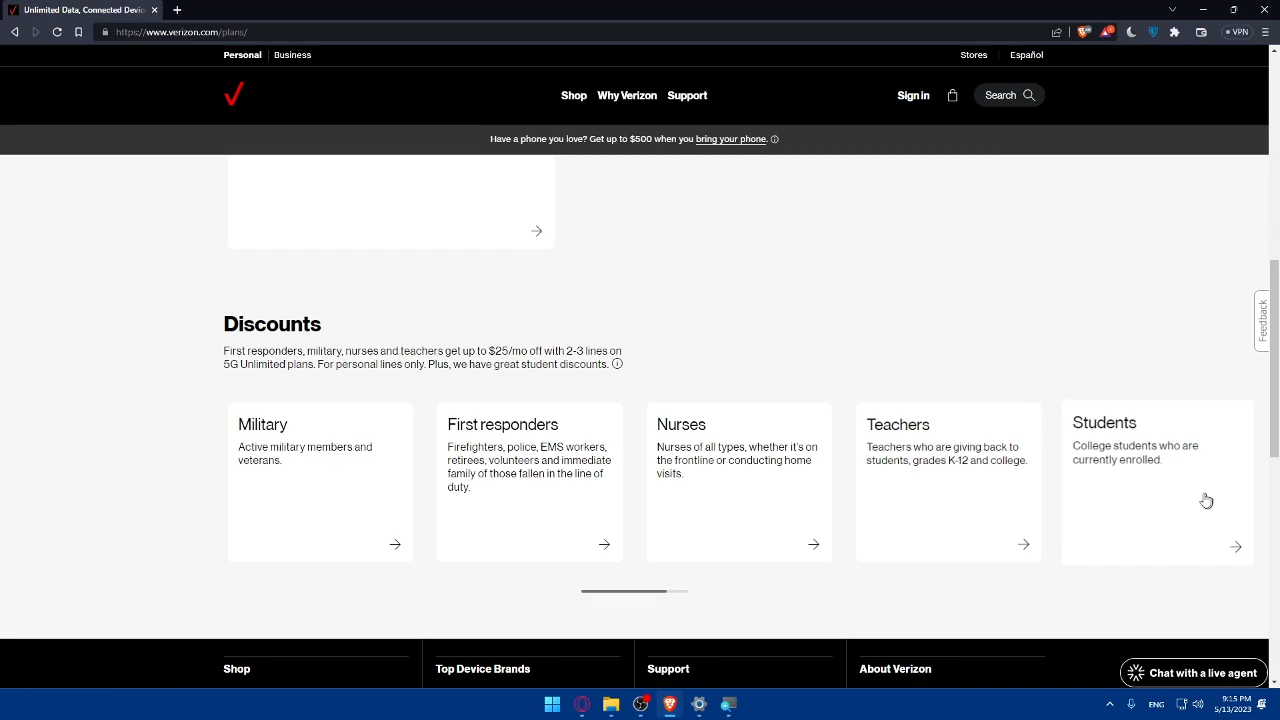 Unlimited Data, Connected Devic
https://www.verizon.com/plans/
VPN
Personal
Business
Stores
Español
Shop
Why Verizon
Support
Sign in
Search
Have a phone you love? Get up to $500 when you bring your phone.
Discounts
First responders, military, nurses and teachers get up to $25/mo off with 2-3 lines on
5G Unlimited plans. For personal lines only. Plus, we have great student discounts.
Military
Active military members and
veterans.
First responders
Firefighters, police, EMS workers,
retirees, volunteers and immediate
family of those fallen in the line of
duty.
Nurses
Nurses of all types, whether it's on
the frontline or conducting home
visits.
Teachers
Teachers who are giving back to
students, grades K-12 and college.
Students
College students who are
currently enrolled.
Feedback
Shop
Top Device Brands
Support
About Verizon
Chat with a live agent
ENG
9:15 PM
5/13/2023